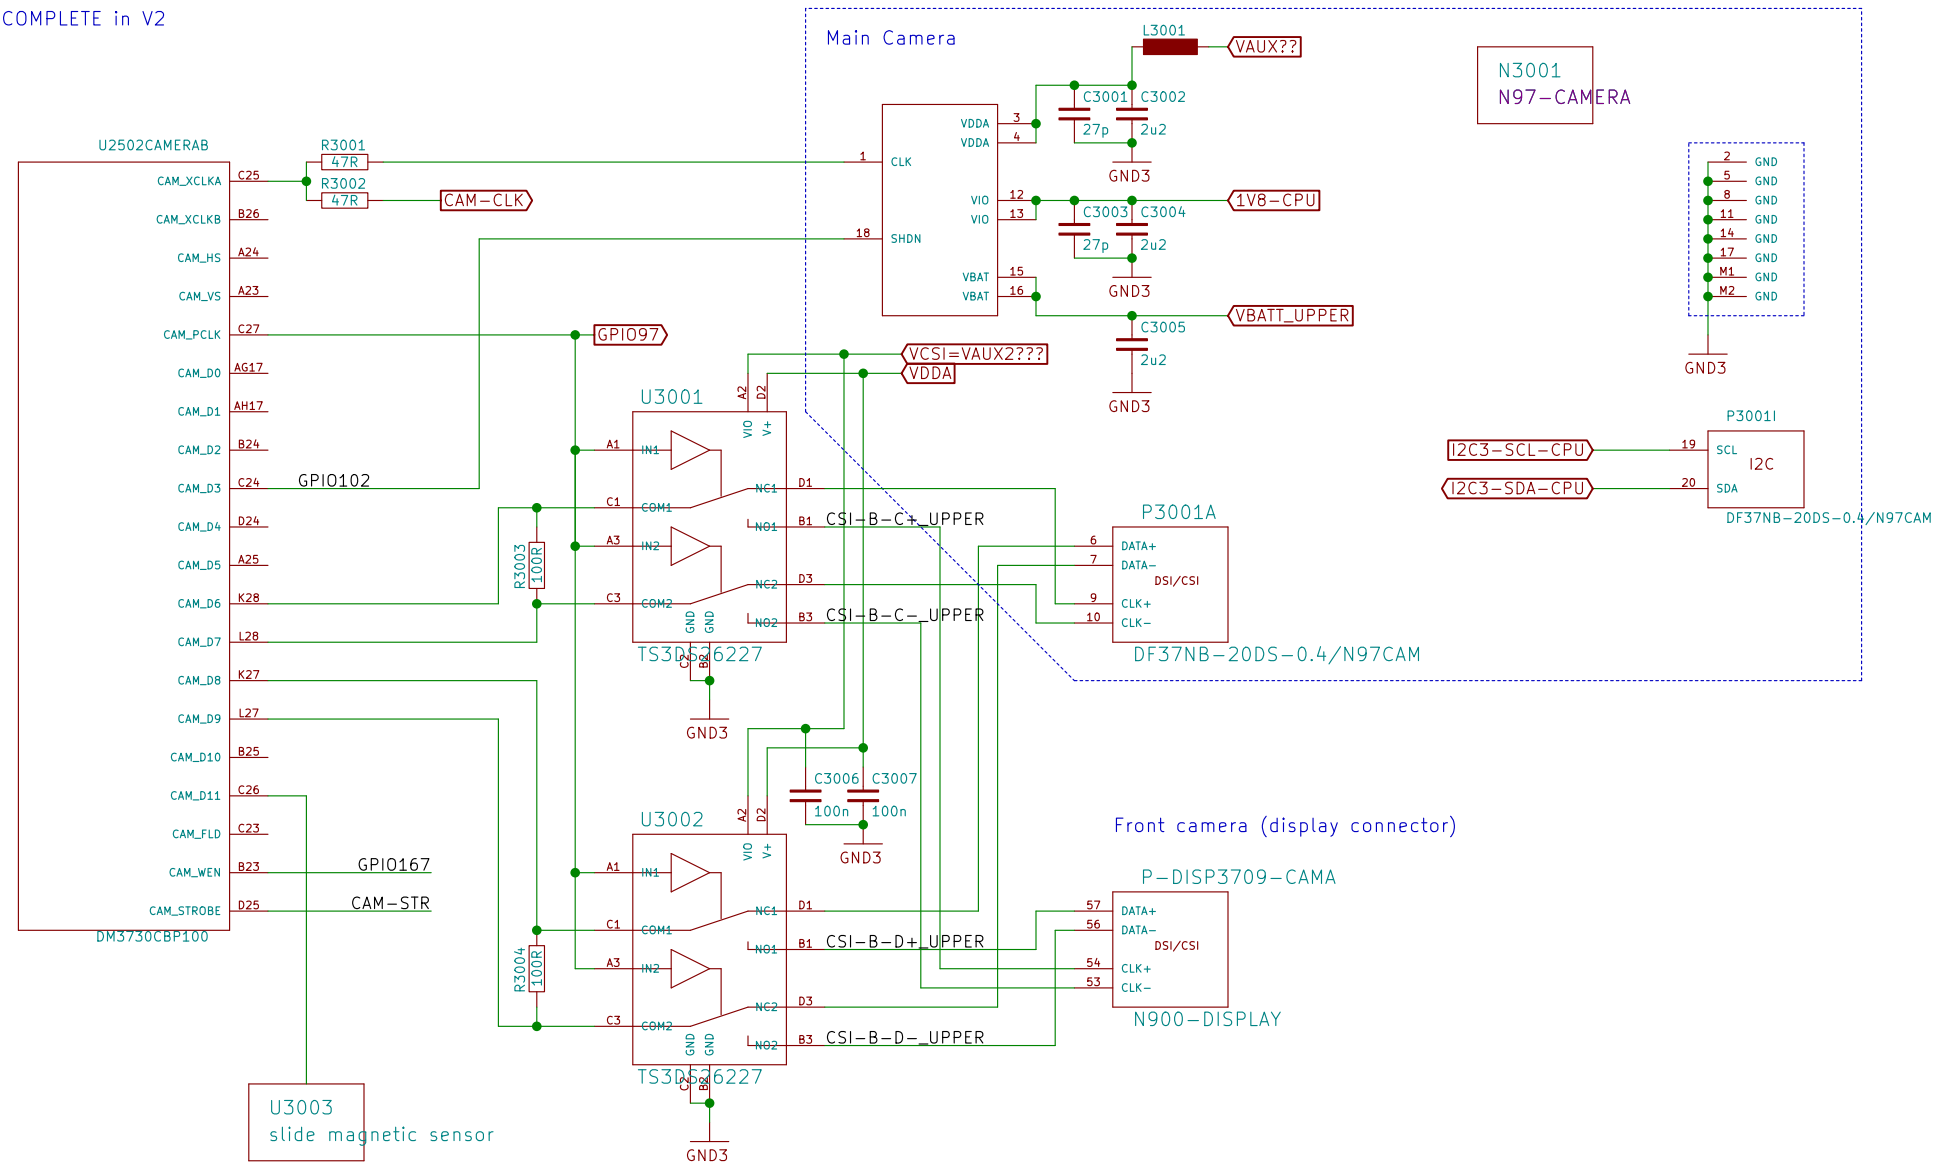 COMPLETE in V2
Main Camera
L3001
VAUX??
C3001
27p
C3002
2u2
GND3
N3001
N97-CAMERA
3 VDDA
4 VDDA
1 CLK
12 VIO
13 VIO
18 SHDN
15 VBAT
16 VBAT
1V8-CPU
C3003
27p
C3004
2u2
GND3
VBATT_UPPER
C3005
2u2
GND3
2 GND
5 GND
8 GND
11 GND
14 GND
17 GND
M1 GND
M2 GND
GND3
P3001I
I2C3-SCL-CPU
19 SCL
I2C
I2C3-SDA-CPU
20 SDA
DF37NB-20DS-0.4/N97CAM
U2502CAMERAB
CAM_XCLKA C25
CAM_XCLKB B26
CAM_HS A24
CAM_VS A23
CAM_PCLK C27
CAM_D0 AG17
CAM_D1 AH17
CAM_D2 B24
CAM_D3 C24
CAM_D4 D24
CAM_D5 A25
CAM_D6 K28
CAM_D7 L28
CAM_D8 K27
CAM_D9 L27
CAM_D10 B25
CAM_D11 C26
CAM_FLD C23
CAM_WEN B23
CAM_STROBE D25
DM3730CBP100
R3001
47R
R3002
47R
CAM-CLK
GPIO97
GPIO102
GPIO167
CAM-STR
VCSI=VAUX2???
VDDA
U3001
A2 VIO
D2 V+
A1 IN1
C1 COM1
A3 IN2
C3 COM2
NC1 D1
NO1 B1
NC2 D3
NO2 B3
GND C2
GND B2
TS3DS26227
GND3
R3003
100R
CSI-B-C+_UPPER
CSI-B-C-_UPPER
P3001A
6 DATA+
7 DATA-
DSI/CSI
9 CLK+
10 CLK-
DF37NB-20DS-0.4/N97CAM
C3006
100n
C3007
100n
GND3
U3002
A2 VIO
D2 V+
A1 IN1
C1 COM1
A3 IN2
C3 COM2
NC1 D1
NO1 B1
NC2 D3
NO2 B3
GND C2
GND B2
TS3DS26227
GND3
R3004
100R
CSI-B-D+_UPPER
CSI-B-D-_UPPER
Front camera (display connector)
P-DISP3709-CAMA
57 DATA+
56 DATA-
DSI/CSI
54 CLK+
53 CLK-
N900-DISPLAY
U3003
slide magnetic sensor